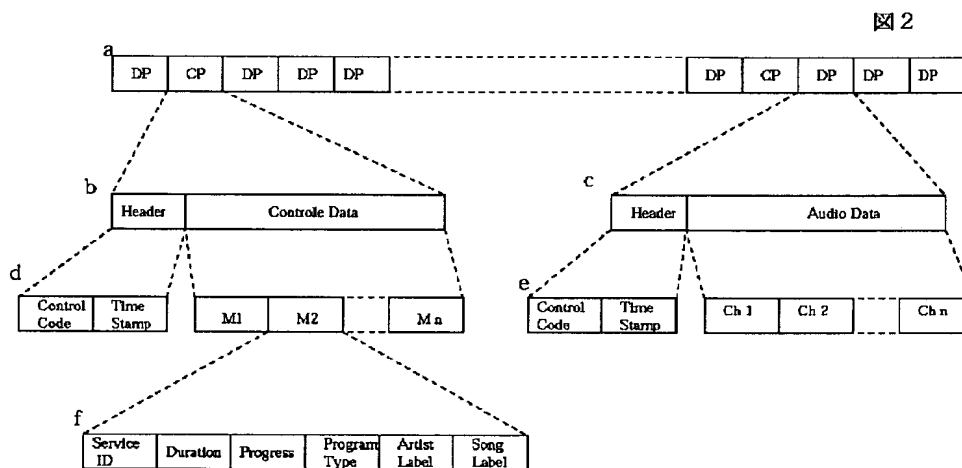 図2
a
DP CP DP DP DP DP CP DP DP DP
b
Header Controle Data
c
Header Audio Data
d
Control Code
Time Stamp
M1 M2 M n
e
Control Code
Time Stamp
Ch 1 Ch 2 Ch n
f
Service ID
Duration
Progress
Program Type
Artist Label
Song Label